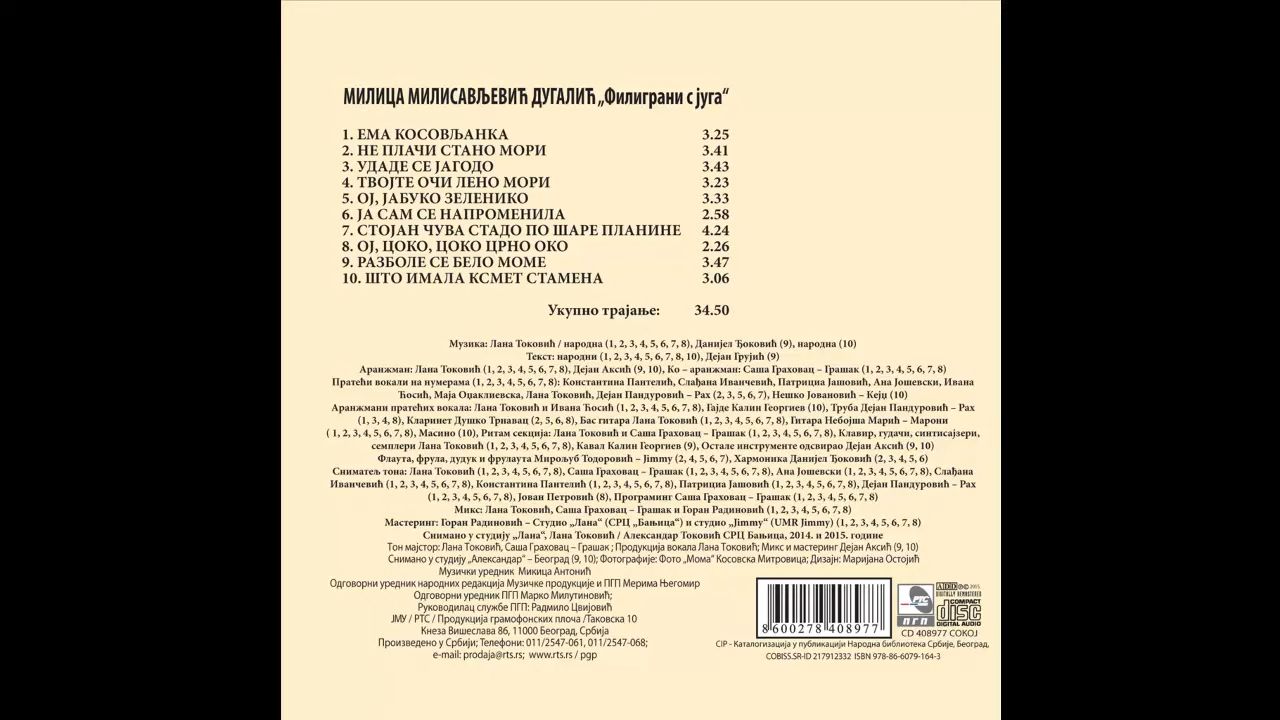 МИЛИЦА МИЛИСАВЉЕВИЋ ДУГАЛИЋ „Филиграни с југа“
1. ЕМА КОСОВЉАНКА 3.25
2. НЕ ПЛАЧИ СТАНО МОРИ 3.41
3. УДАДЕ СЕ ЈАГОДО 3.43
4. ТВОЈТЕ ОЧИ ЛЕНО МОРИ 3.23
5. ОЈ, ЈАБУКО ЗЕЛЕНИКО 3.33
6. ЈА САМ СЕ НАПРОМЕНИЛА 2.58
7. СТОЈАН ЧУВА СТАДО ПО ШАРЕ ПЛАНИНЕ 4.24
8. ОЈ, ЦОКО, ЦОКО ЦРНО ОКО 2.26
9. РАЗБОЛЕ СЕ БЕЛО МОМЕ 3.47
10. ШТО ИМАЛА КСМЕТ СТАМЕНА 3.06
Укупно трајање: 34.50
Музика: Лана Токовић / народна (1, 2, 3, 4, 5, 6, 7, 8), Данијел Ђоковић (9), народна (10)
Текст: народни (1, 2, 3, 4, 5, 6, 7, 8, 10), Дејан Грујић (9)
Аранжман: Лана Токовић (1, 2, 3, 4, 5, 6, 7, 8), Дејан Аксић (9, 10), Ко – аранжман: Саша Граховац – Грашак (1, 2, 3, 4, 5, 6, 7, 8)
Пратећи вокали на нумерама (1, 2, 3, 4, 5, 6, 7, 8): Константина Пантелић, Слађана Иванчевић, Патрициа Јашовић, Ана Јошевски, Ивана
Ћосић, Маја Оџаклиевска, Лана Токовић, Дејан Пандуровић – Pax (2, 3, 5, 6, 7), Нешко Јовановић – Кејџ (10)
Аранжмани пратећих вокала: Лана Токовић и Ивана Ћосић (1, 2, 3, 4, 5, 6, 7, 8), Гајде Калин Георгиев (10), Труба Дејан Пандуровић – Pax
(1, 3, 4, 8), Кларинет Душко Трнавац (2, 5, 6, 8), Бас гитара Лана Токовић (1, 2, 3, 4, 5, 6, 7, 8), Гитара Небојша Марић – Марони
( 1, 2, 3, 4, 5, 6, 7, 8), Масино (10), Ритам секција: Лана Токовић и Саша Граховац – Грашак (1, 2, 3, 4, 5, 6, 7, 8), Клавир, гудачи, синтисајзери,
семплери Лана Токовић (1, 2, 3, 4, 5, 6, 7, 8), Кавал Калин Георгиев (9), Остале инструменте одсвирао Дејан Аксић (9, 10)
Флаута, фрула, дудук и фрулаута Мирољуб Тодоровић – Jimmy (2, 4, 5, 6, 7), Хармоника Данијел Ђоковић (2, 3, 4, 5, 6)
Сниматељ тона: Лана Токовић (1, 2, 3, 4, 5, 6, 7, 8), Саша Граховац – Грашак (1, 2, 3, 4, 5, 6, 7, 8), Ана Јошевски (1, 2, 3, 4, 5, 6, 7, 8), Слађана
Иванчевић (1, 2, 3, 4, 5, 6, 7, 8), Константина Пантелић (1, 2, 3, 4, 5, 6, 7, 8), Патрициа Јашовић (1, 2, 3, 4, 5, 6, 7, 8), Дејан Пандуровић – Pax
(1, 2, 3, 4, 5, 6, 7, 8), Јован Петровић (8), Програминг Саша Граховац – Грашак (1, 2, 3, 4, 5, 6, 7, 8)
Микс: Лана Токовић, Саша Граховац – Грашак и Горан Радиновић (1, 2, 3, 4, 5, 6, 7, 8)
Мастеринг: Горан Радиновић – Студио „Лана“ (СРЦ „Бањица“) и студио „Jimmy“ (UMR Jimmy) (1, 2, 3, 4, 5, 6, 7, 8)
Снимано у студију „Лана“, Лана Токовић / Александар Токовић СРЦ Бањица, 2014. и 2015. године
Тон мајстор: Лана Токовић, Саша Граховац – Грашак ; Продукција вокала Лана Токовић; Микс и мастеринг Дејан Аксић (9, 10)
Снимано у студију „Александар“ – Београд (9, 10); Фотографије: Фото „Мома“ Косовска Митровица; Дизајн: Маријана Остојић
Музички уредник Микица Антонић
Одговорни уредник народних редакција Музичке продукције и ПГП Мерима Његомир
Одговорни уредник ПГП Марко Милутиновић;
Руководилац службе ПГП: Радмило Цвијовић
ЈМУ / РТС / Продукција грамофонских плоча /Таковска 10
Кнеза Вишеслава 86, 11000 Београд, Србија
Произведено у Србији; Телефони: 011/2547-061, 011/2547-068;
e-mail: prodaja@rts.rs; www.rts.rs / pgp
8 600278 408977
РТС
ПГП
DIGITALLY REMASTERED
COMPACT
disc
DIGITAL AUDIO
CD 408977 СОКОЈ
CIP - Каталогизација у публикацији Народна библиотека Србије, Београд,
COBISS.SR-ID 217912332 ISBN 978-86-6079-164-3